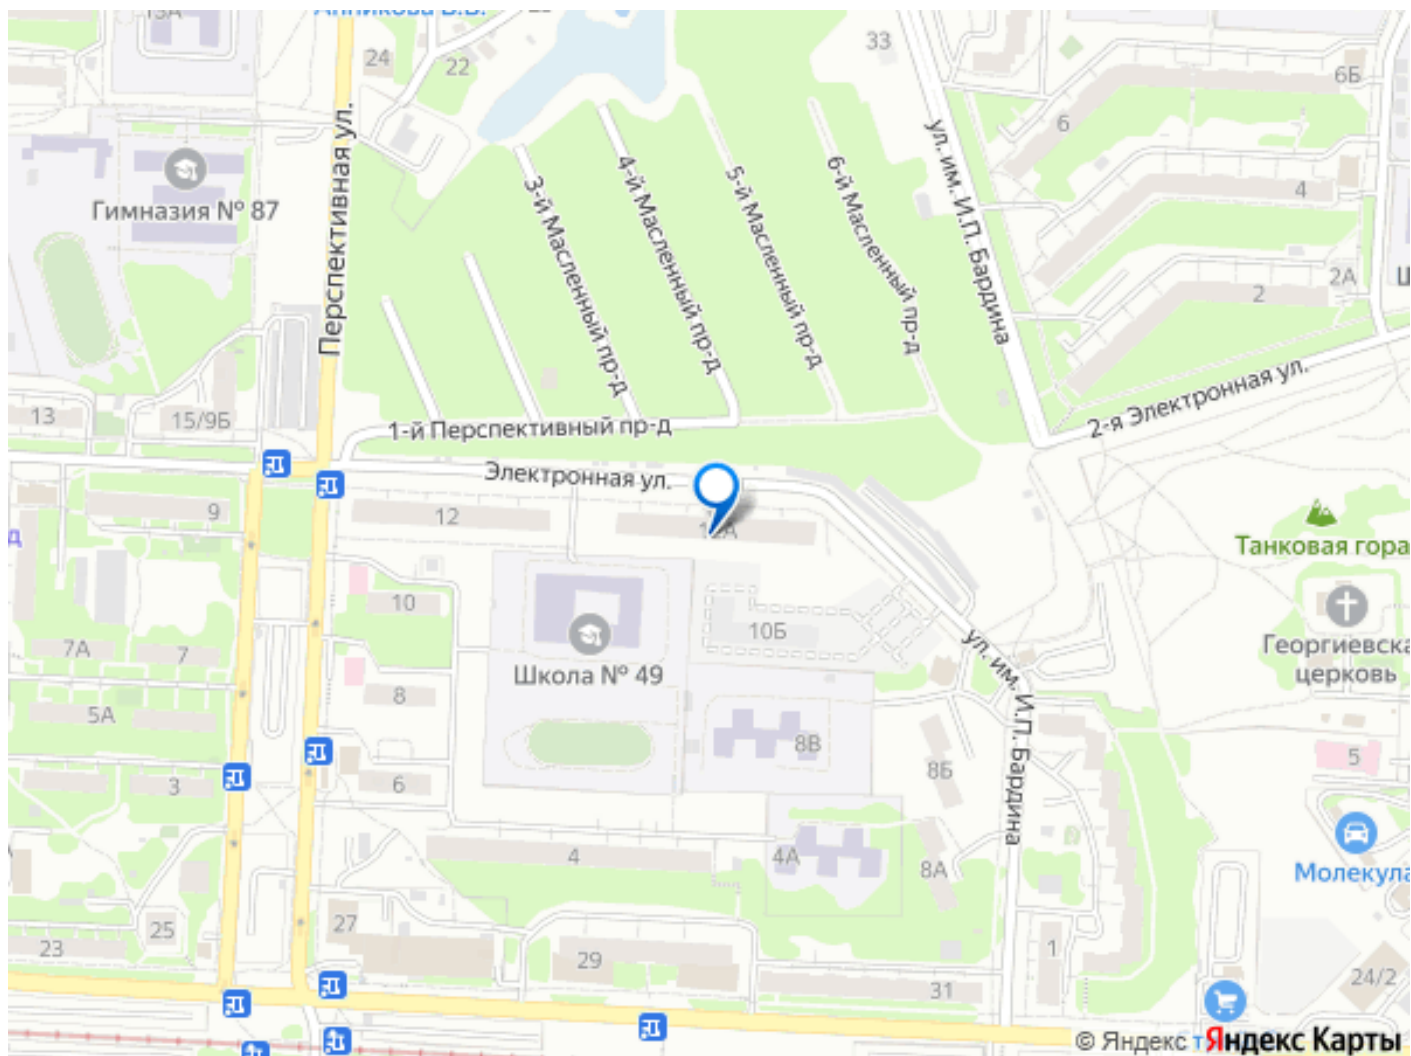 13А
24
22
33
6Б
6
4
2А
2
Перспективная ул.
Гимназия № 87
3-й Масленный пр-д
4-й Масленный пр-д
5-й Масленный пр-д
6-й Масленный пр-д
ул. им. И.П. Бардина
2-я Электронная ул.
13
15/9Б
1-й Перспективный пр-д
Электронная ул.
9
12
Танковая гора
10
10Б
7А
7
Школа № 49
ул. им. И.П. Бардина
Георгиевска
церковь
8
5А
8В
8Б
5
3
6
4
4А
8А
Молекула
27
25
23
29
1
31
24/2
© Яндекс
Яндекс Карты